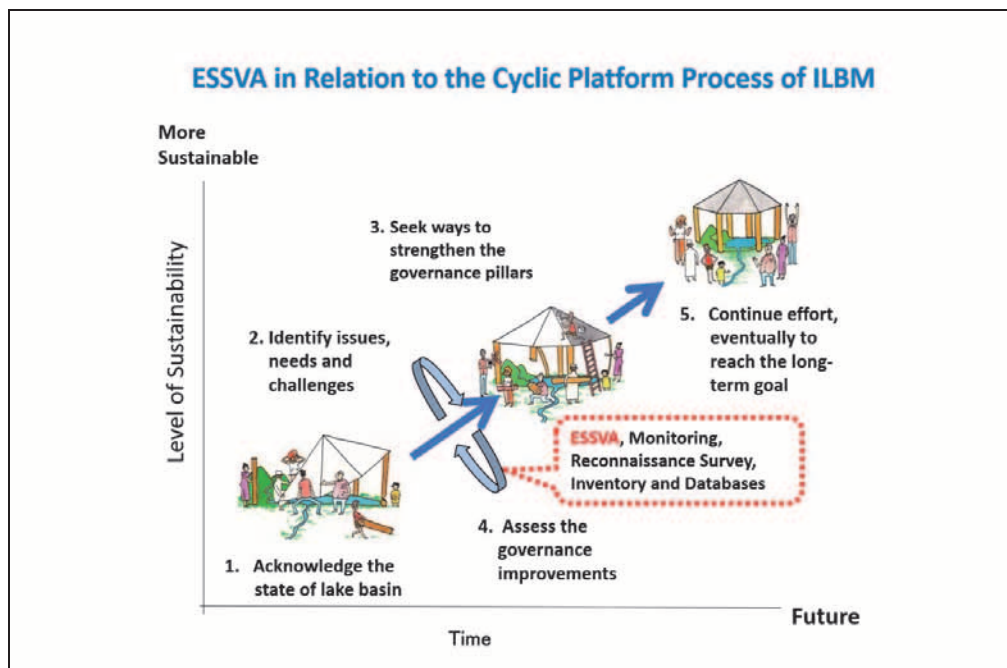 ESSVA in Relation to the Cyclic Platform Process of ILBM
More
Sustainable
Level of Sustainability
3. Seek ways to
strengthen the
governance pillars
2. Identify issues,
needs and
challenges
5. Continue effort,
eventually to
reach the long-
term goal
ESSVA, Monitoring,
Reconnaissance Survey,
Inventory and Databases
4. Assess the
governance
improvements
1. Acknowledge the
state of lake basin
Future
Time